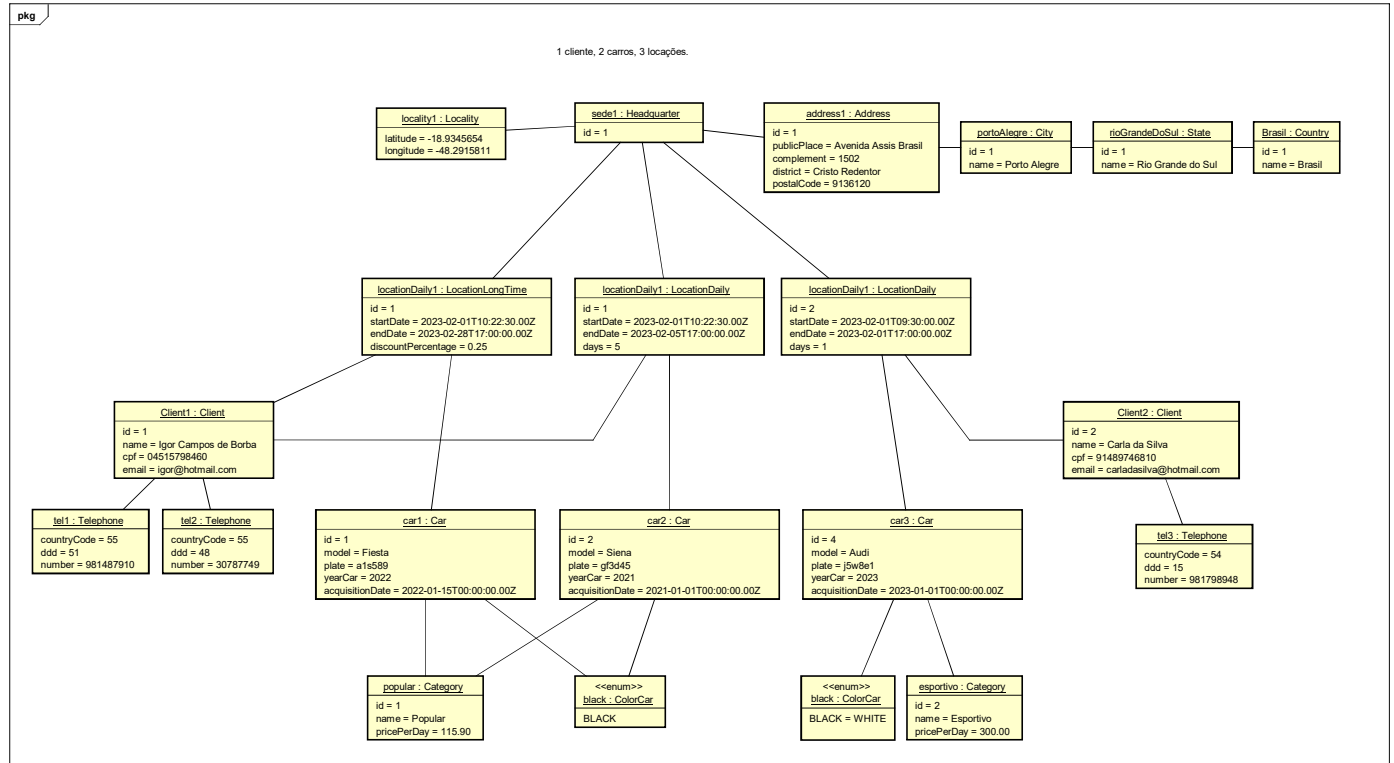 pkg
1 cliente, 2 carros, 3 locações.
locality1 : Locality
latitude = -18.9345654
longitude = -48.2915811
sede1 : Headquarter
id = 1
address1 : Address
id = 1
publicPlace = Avenida Assis Brasil
complement = 1502
district = Cristo Redentor
postalCode = 9136120
portoAlegre : City
id = 1
name = Porto Alegre
rioGrandeDoSul : State
id = 1
name = Rio Grande do Sul
Brasil : Country
id = 1
name = Brasil
locationDaily1 : LocationLongTime
id = 1
startDate = 2023-02-01T10:22:30.00Z
endDate = 2023-02-28T17:00:00.00Z
discountPercentage = 0.25
locationDaily1 : LocationDaily
id = 1
startDate = 2023-02-01T10:22:30.00Z
endDate = 2023-02-05T17:00:00.00Z
days = 5
locationDaily1 : LocationDaily
id = 2
startDate = 2023-02-01T09:30:00.00Z
endDate = 2023-02-01T17:00:00.00Z
days = 1
Client1 : Client
id = 1
name = Igor Campos de Borba
cpf = 04515798460
email = igor@hotmail.com
Client2 : Client
id = 2
name = Carla da Silva
cpf = 91489746810
email = carladasilva@hotmail.com
tel1 : Telephone
countryCode = 55
ddd = 51
number = 981487910
tel2 : Telephone
countryCode = 55
ddd = 48
number = 30787749
car1 : Car
id = 1
model = Fiesta
plate = a1s589
yearCar = 2022
acquisitionDate = 2022-01-15T00:00:00.00Z
car2 : Car
id = 2
model = Siena
plate = gf3d45
yearCar = 2021
acquisitionDate = 2021-01-01T00:00:00.00Z
car3 : Car
id = 4
model = Audi
plate = j5w8e1
yearCar = 2023
acquisitionDate = 2023-01-01T00:00:00.00Z
tel3 : Telephone
countryCode = 54
ddd = 15
number = 981798948
popular : Category
id = 1
name = Popular
pricePerDay = 115.90
<<enum>>
black : ColorCar
BLACK
<<enum>>
black : ColorCar
BLACK = WHITE
esportivo : Category
id = 2
name = Esportivo
pricePerDay = 300.00